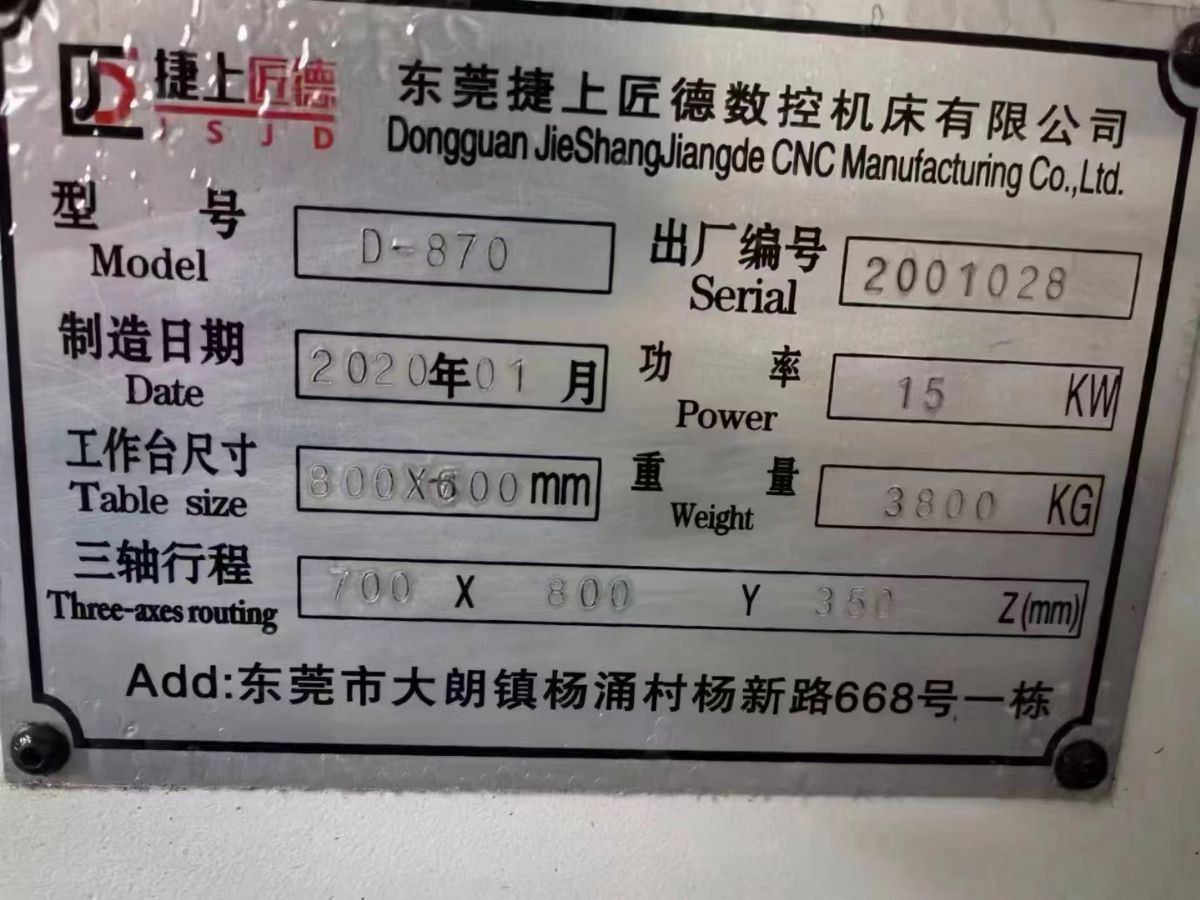 捷上匠德
JSJD
东莞捷上匠德数控机床有限公司
Dongguan JieShangJiangde CNC Manufacturing Co.,Ltd.
型号 D-870 出厂编号 2001028
Model Serial
制造日期 2020年01月 功率 15 KW
Date Power
工作台尺寸 800X600mm 重量 3800 KG
Table size Weight
三轴行程 700 X 800 Y 350 Z(mm)
Three-axes routing
Add:东莞市大朗镇杨涌村杨新路668号一栋